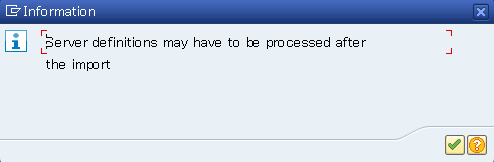 Information
Server definitions may have to be processed after
the import